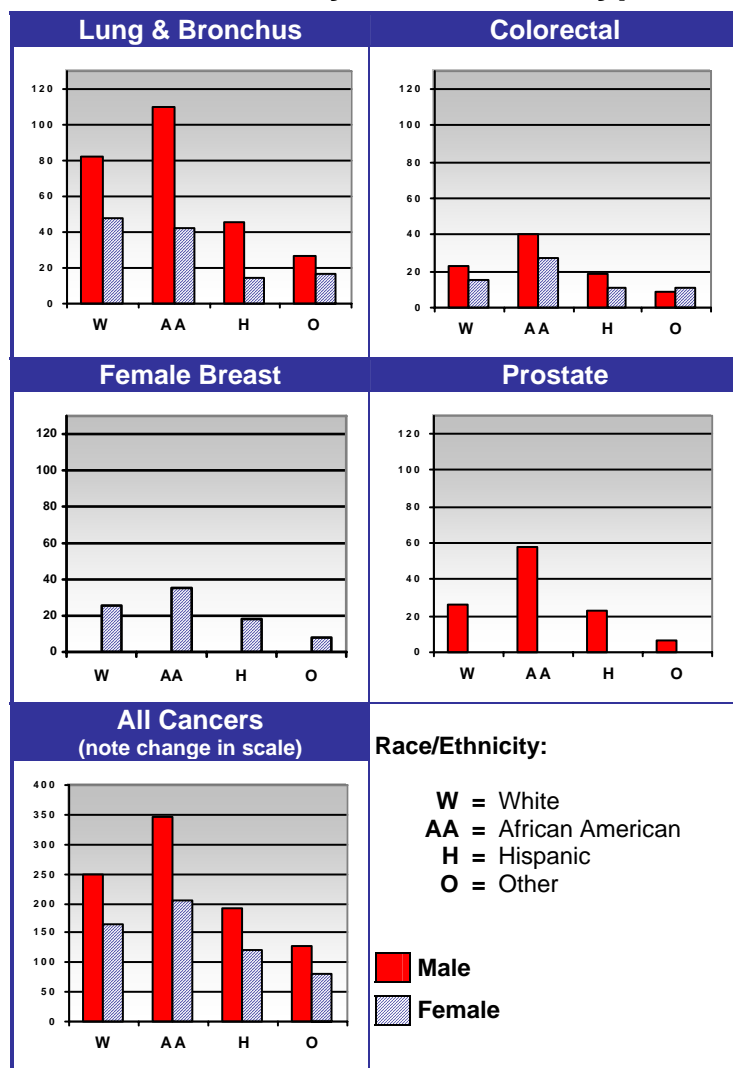 Lung & Bronchus
120
100
80
60
40
20
0
W AA H O
Colorectal
120
100
80
60
40
20
0
W AA H O
Female Breast
120
100
80
60
40
20
0
W AA H O
Prostate
120
100
80
60
40
20
0
W AA H O
All Cancers
(note change in scale)
400
350
300
250
200
150
100
50
0
W AA H O
Race/Ethnicity:
W = White
AA = African American
H = Hispanic
O = Other
Male
Female